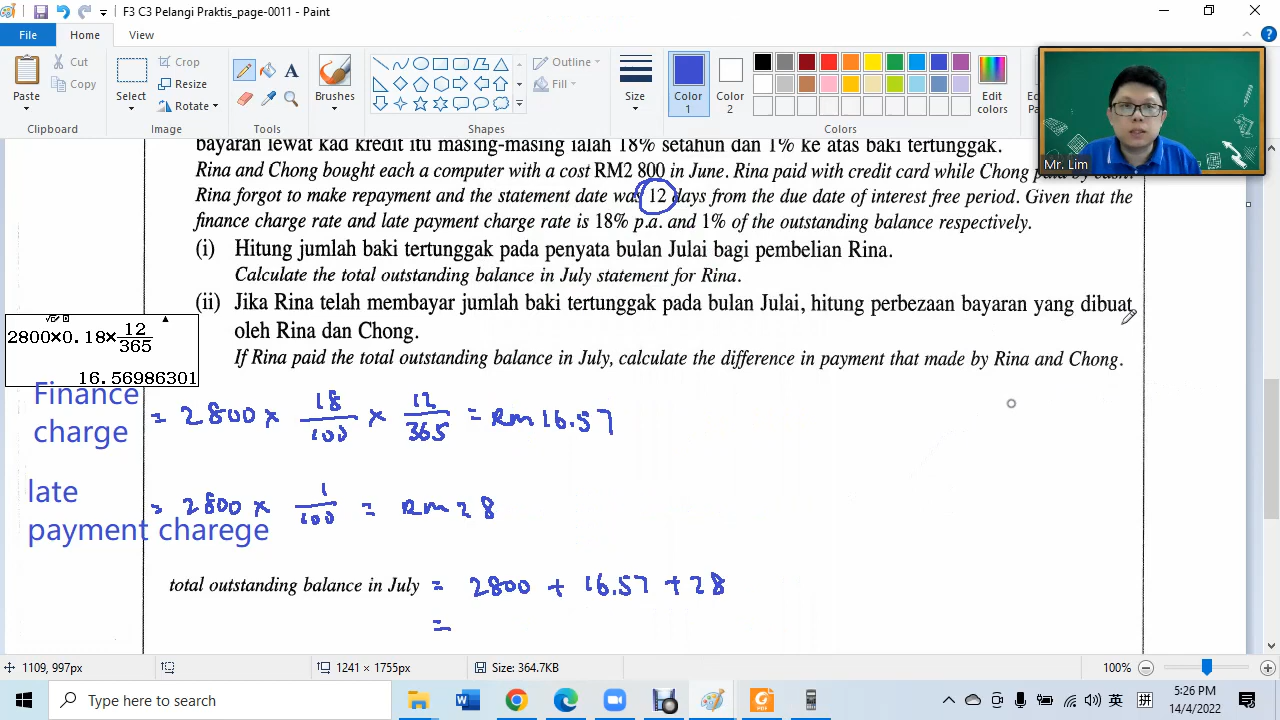 F3 C3 Pelangi Praktis_page-0011 - Paint
File Home View
Paste Cut Copy Clipboard
Select Crop Resize Rotate Image
Tools
Brushes
Outline Fill Shapes
Size
Color 1 Color 2 Edit colors Colors
bayaran lewat kad kredit itu masing-masing ialah 18% setahun dan 1% ke atas baki tertunggak.
Rina and Chong bought each a computer with a cost RM2 800 in June. Rina paid with credit card while Chong paid by cash.
Rina forgot to make repayment and the statement date was 12 days from the due date of interest free period. Given that the
finance charge rate and late payment charge rate is 18% p.a. and 1% of the outstanding balance respectively.
(i) Hitung jumlah baki tertunggak pada penyata bulan Julai bagi pembelian Rina.
Calculate the total outstanding balance in July statement for Rina.
(ii) Jika Rina telah membayar jumlah baki tertunggak pada bulan Julai, hitung perbezaan bayaran yang dibuat
oleh Rina dan Chong.
If Rina paid the total outstanding balance in July, calculate the difference in payment that made by Rina and Chong.
2800×0.18×12/365
16.56986301
Finance
charge
= 2800 × 18/100 × 12/365 = RM 16.57
late
payment charege
= 2800 × 1/100 = RM 28
total outstanding balance in July = 2800 + 16.57 + 28
=
Mr. Lim
1109, 997px 1241 × 1755px Size: 364.7KB 100%
Type here to search
英 拼 5:26 PM
14/4/2022